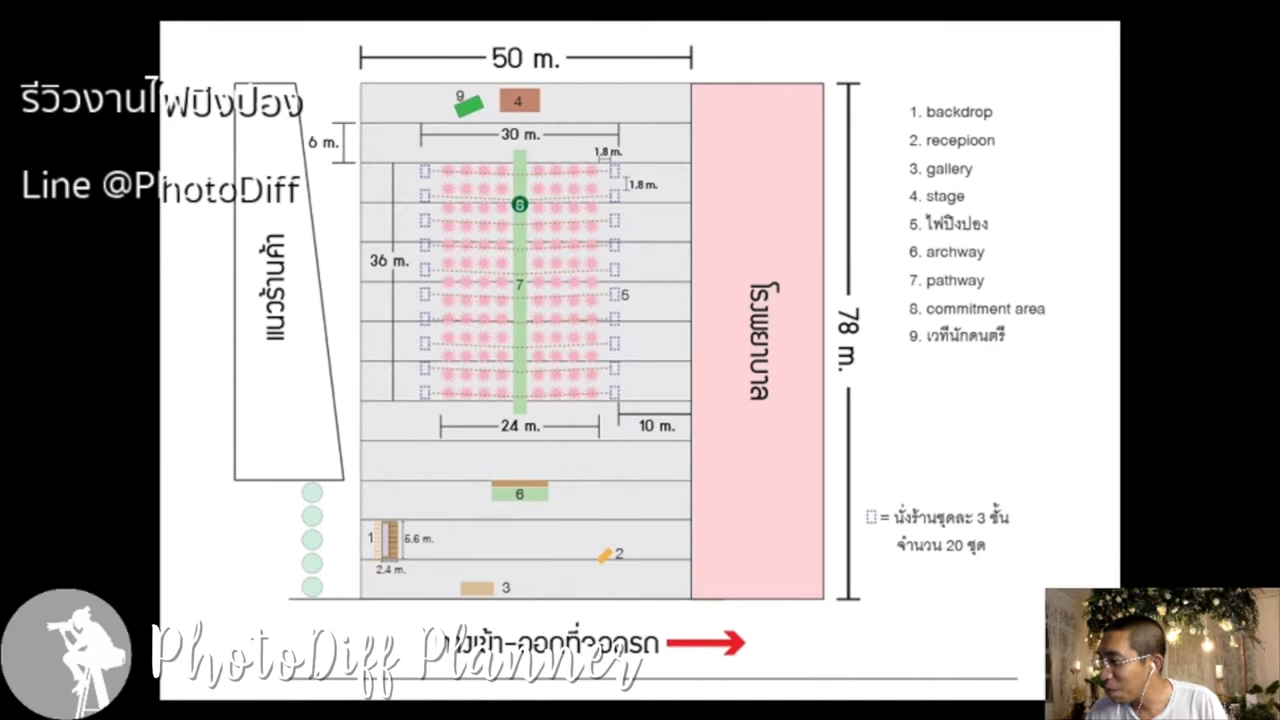 50 m.
รีวิวงานไฟปิงปอง
Line @PhotoDiff
9
4
6 m.
30 m.
1.8 m.
1.8 m.
8
36 m.
7
5
แนวร้านค้า
โรงพยาบาล
78 m.
24 m.
10 m.
6
1
6.6 m.
2.4 m.
2
3
1. backdrop
2. recepioon
3. gallery
4. stage
5. ไฟปิงปอง
6. archway
7. pathway
8. commitment area
9. เวทีนักดนตรี
= นั่งร้านชุดละ 3 ชั้น
จำนวน 20 ชุด
PhotoDiff Planner